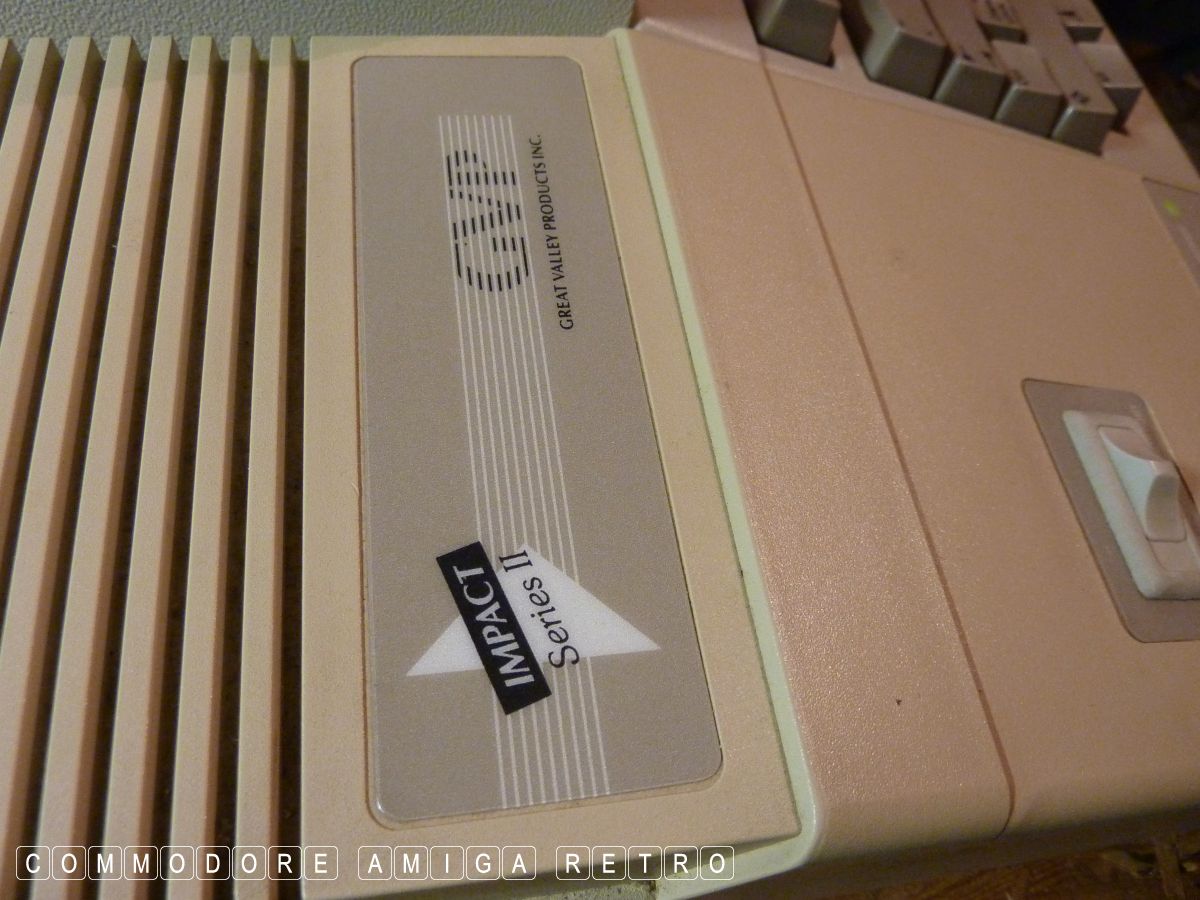 GVP
GREAT VALLEY PRODUCTS INC.
IMPACT
Series II
COMMODORE AMIGA RETRO